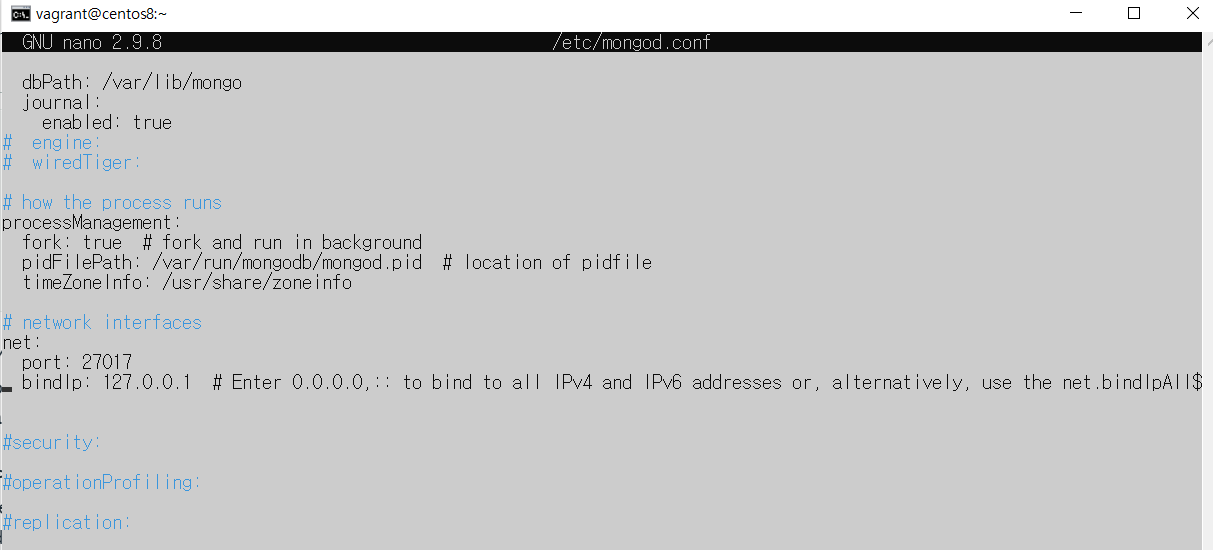 vagrant@centos8:~
GNU nano 2.9.8 /etc/mongod.conf
dbPath: /var/lib/mongo
journal:
enabled: true
# engine:
# wiredTiger:
# how the process runs
processManagement:
fork: true # fork and run in background
pidFilePath: /var/run/mongodb/mongod.pid # location of pidfile
timeZoneInfo: /usr/share/zoneinfo
# network interfaces
net:
port: 27017
bindIp: 127.0.0.1 # Enter 0.0.0.0,:: to bind to all IPv4 and IPv6 addresses or, alternatively, use the net.bindIpAll$
#security:
#operationProfiling:
#replication: